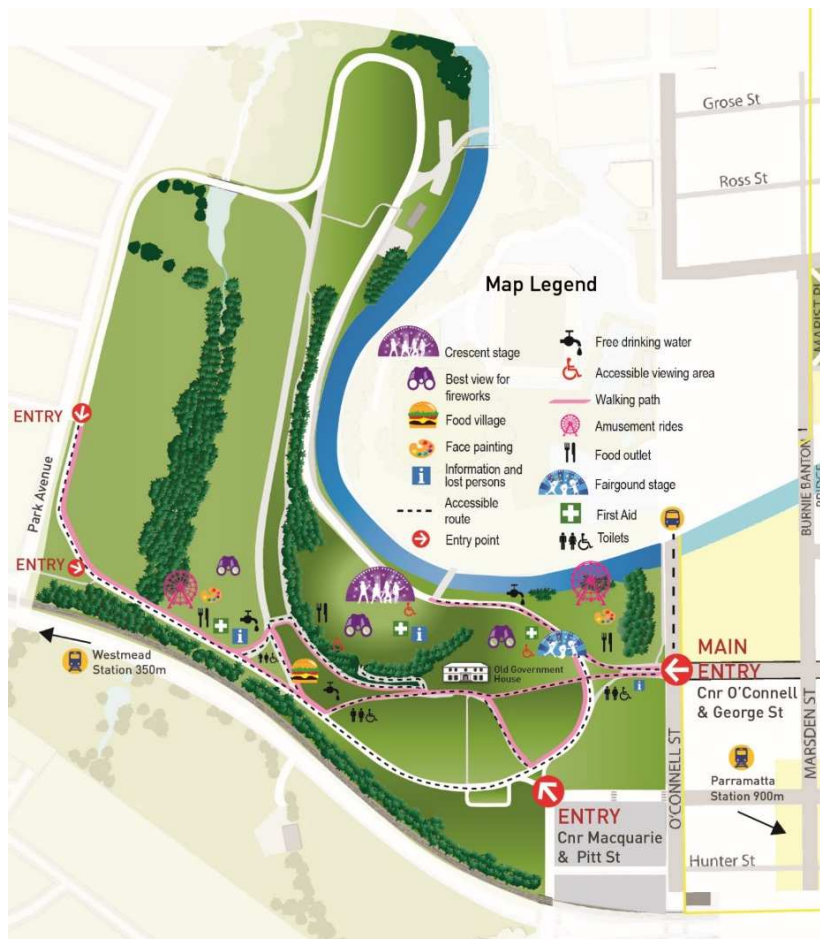 Grose St
Ross St
MARIST PL
Map Legend
Crescent stage
Best view for
fireworks
Food village
Face painting
Information and
lost persons
Accessible
route
Entry point
Free drinking water
Accessible viewing area
Walking path
Amusement rides
Food outlet
Fairgound stage
First Aid
Toilets
BURNIE BANTON
BRIDGE
ENTRY
Park Avenue
ENTRY
Westmead
Station 350m
Old Government
House
MAIN
ENTRY
Cnr O'Connell
& George St
O'CONNELL ST
MARSDEN ST
Parramatta
Station 900m
ENTRY
Cnr Macquarie
& Pitt St
Hunter St